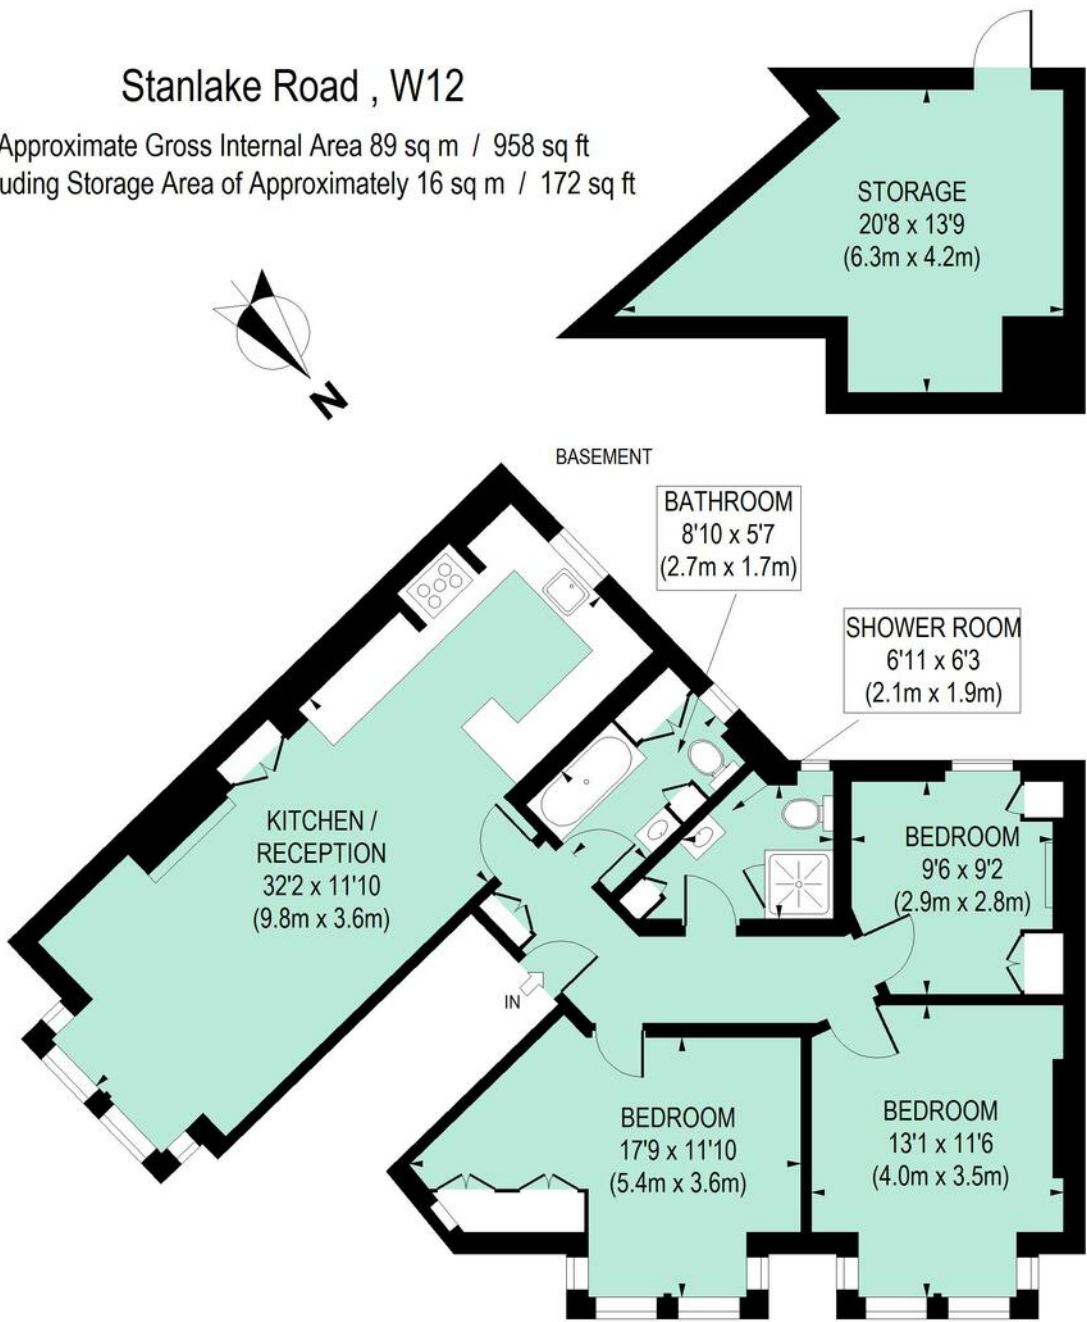 Stanlake Road , W12
Approximate Gross Internal Area 89 sq m / 958 sq ft
Storage Area of Approximately 16 sq m / 172 sq ft
STORAGE
20'8 x 13'9
(6.3m x 4.2m)
N
BASEMENT
BATHROOM
8'10 x 5'7
(2.7m x 1.7m)
SHOWER ROOM
6'11 x 6'3
(2.1m x 1.9m)
KITCHEN /
RECEPTION
32'2 x 11'10
(9.8m x 3.6m)
BEDROOM
9'6 x 9'2
(2.9m x 2.8m)
IN
BEDROOM
17'9 x 11'10
(5.4m x 3.6m)
BEDROOM
13'1 x 11'6
(4.0m x 3.5m)